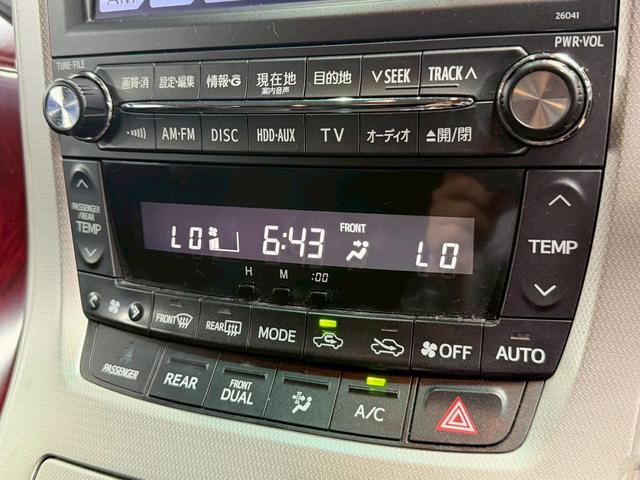 AM
26041
TUNE•FILE
PWR•VOL
画質•消 設定•編集 情報•G 現在地 目的地 ∨SEEK TRACK∧
案内音声
AM•FM DISC HDD•AUX TV オーディオ ▲開/閉
PASSENGER
/REAR
TEMP
LO 6:43 FRONT LO
TEMP
H M :00
FRONT REAR MODE OFF AUTO
PASSENGER REAR FRONT DUAL A/C